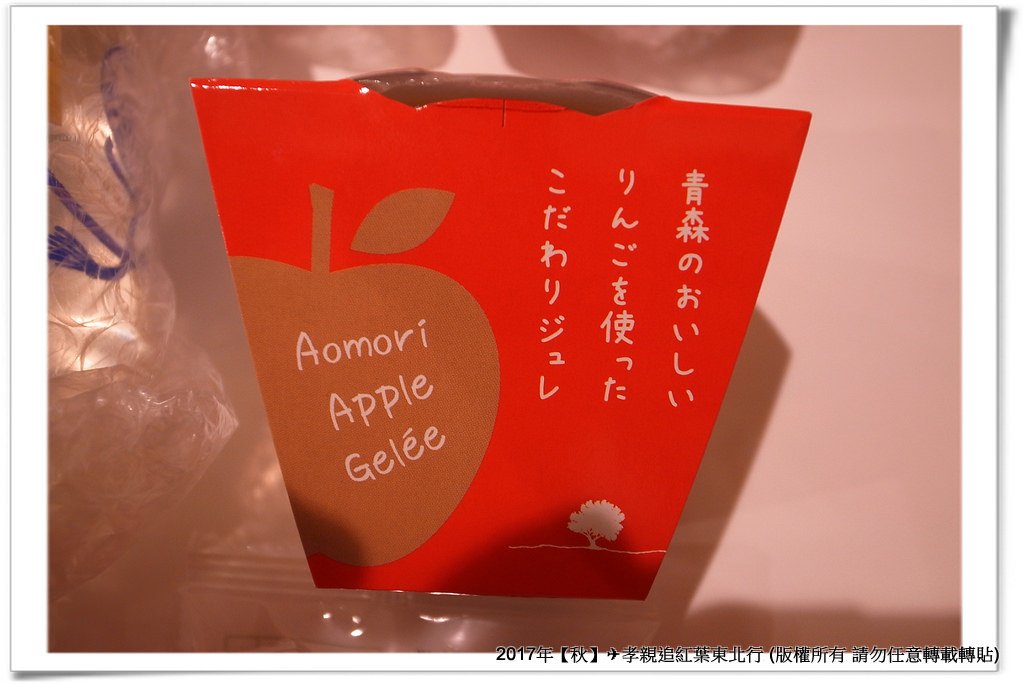 青森のおいしい
りんごを使った
こだわりジュレ
Aomori
Apple
Gelée
2017年【秋】✈孝親追紅葉東北行 (版權所有 請勿任意轉載轉貼)